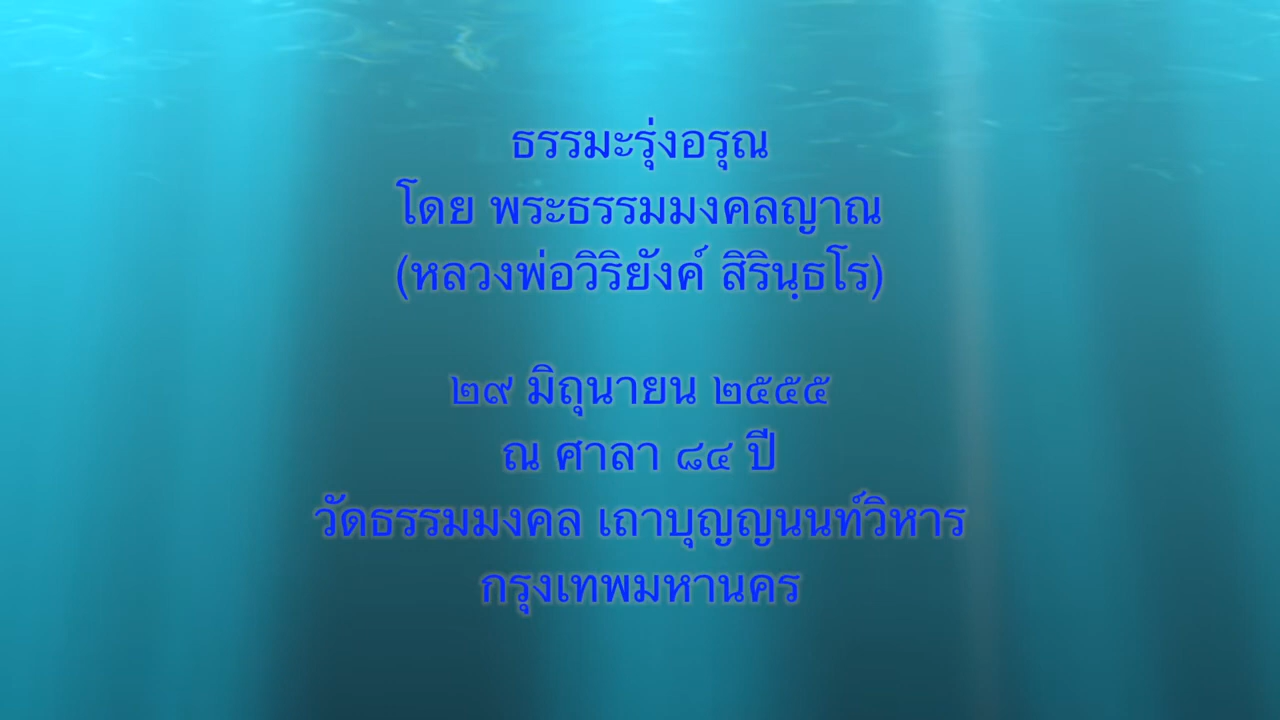 ธรรมะรุ่งอรุณ
โดย พระธรรมมงคลญาณ
(หลวงพ่อวิริยังค์ สิรินฺธโร)
๒๙ มิถุนายน ๒๕๕๕
ณ ศาลา ๘๔ ปี
วัดธรรมมงคล เถาบุญญนนท์วิหาร
กรุงเทพมหานคร